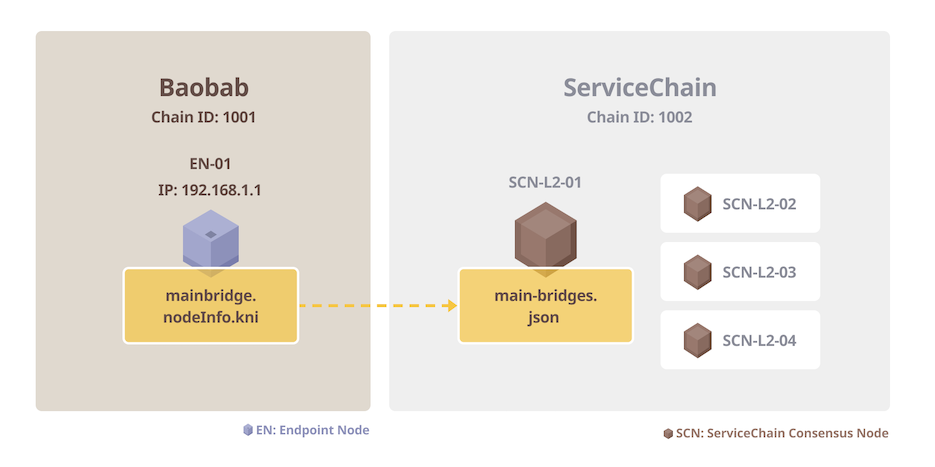 Baobab
Chain ID: 1001
EN-01
IP: 192.168.1.1
mainbridge.
nodeInfo.kni
EN: Endpoint Node
ServiceChain
Chain ID: 1002
SCN-L2-01
main-bridges.
json
SCN-L2-02
SCN-L2-03
SCN-L2-04
SCN: ServiceChain Consensus Node